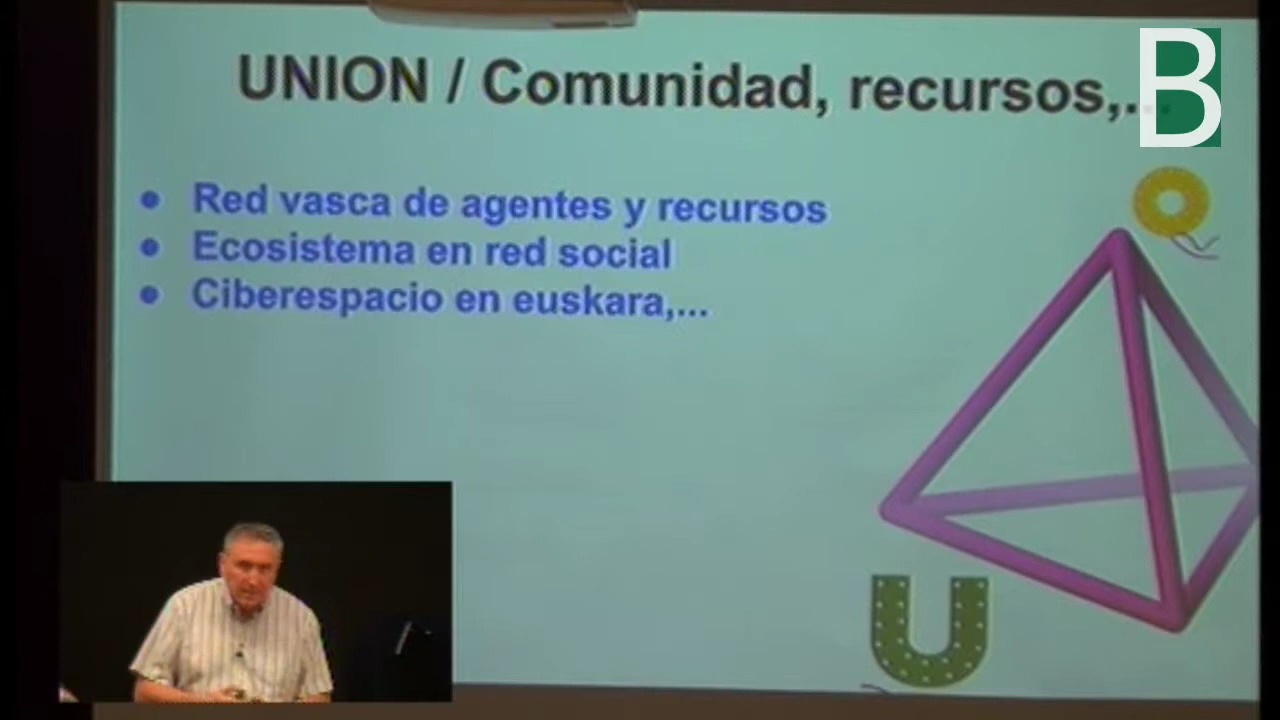 UNION / Comunidad, recursos,...
B
● Red vasca de agentes y recursos
● Ecosistema en red social
● Ciberespacio en euskara,...
O
U